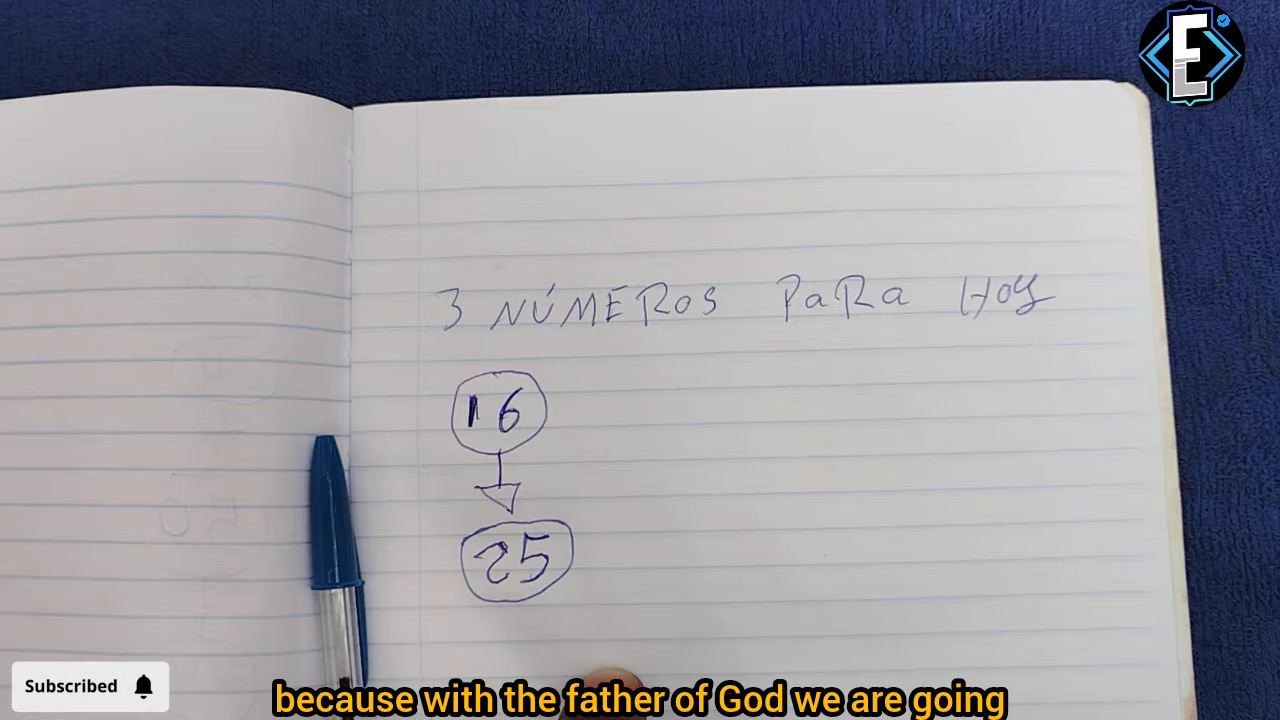 3 NÚMEROS PaRa HOY
16
25
Subscribed
because with the father of God we are going